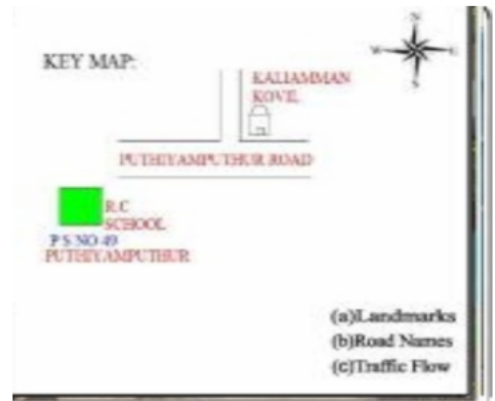 N
W E
S
KEY MAP:
KALIAMMAN
KOVIL
PUTHIYAMPUTHUR ROAD
R.C
SCHOOL
P S.NO 49
PUTHIYAMPUTHUR
(a)Landmarks
(b)Road Names
(c)Traffic Flow